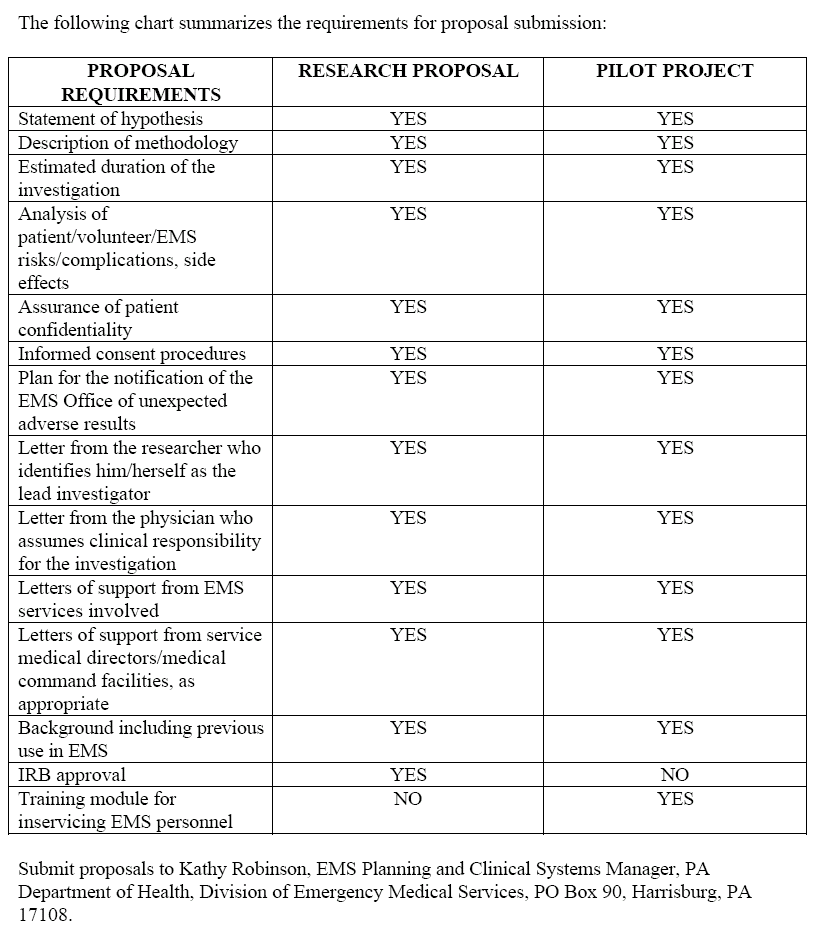 The following chart summarizes the requirements for proposal submission:
PROPOSAL REQUIREMENTS RESEARCH PROPOSAL PILOT PROJECT
Statement of hypothesis YES YES
Description of methodology YES YES
Estimated duration of the YES YES
investigation
Analysis of YES YES
patient/volunteer/EMS
risks/complications, side
effects
Assurance of patient YES YES
confidentiality
Informed consent procedures YES YES
Plan for the notification of the YES YES
EMS Office of unexpected
adverse results
Letter from the researcher who YES YES
identifies him/herself as the
lead investigator
Letter from the physician who YES YES
assumes clinical responsibility
for the investigation
Letters of support from EMS YES YES
services involved
Letters of support from service YES YES
medical directors/medical
command facilities, as
appropriate
Background including previous YES YES
use in EMS
IRB approval YES NO
Training module for NO YES
inservicing EMS personnel
Submit proposals to Kathy Robinson, EMS Planning and Clinical Systems Manager, PA
Department of Health, Division of Emergency Medical Services, PO Box 90, Harrisburg, PA
17108.